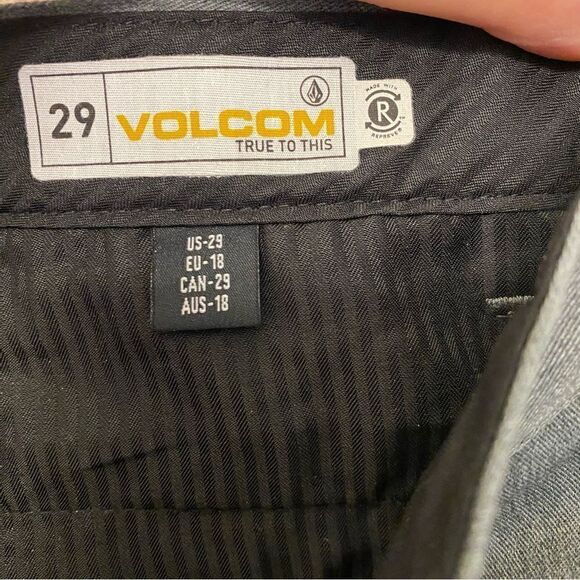 29
VOLCOM
TRUE TO THIS
MADE WITH
R
REPREVE®
US-29
EU-18
CAN-29
AUS-18